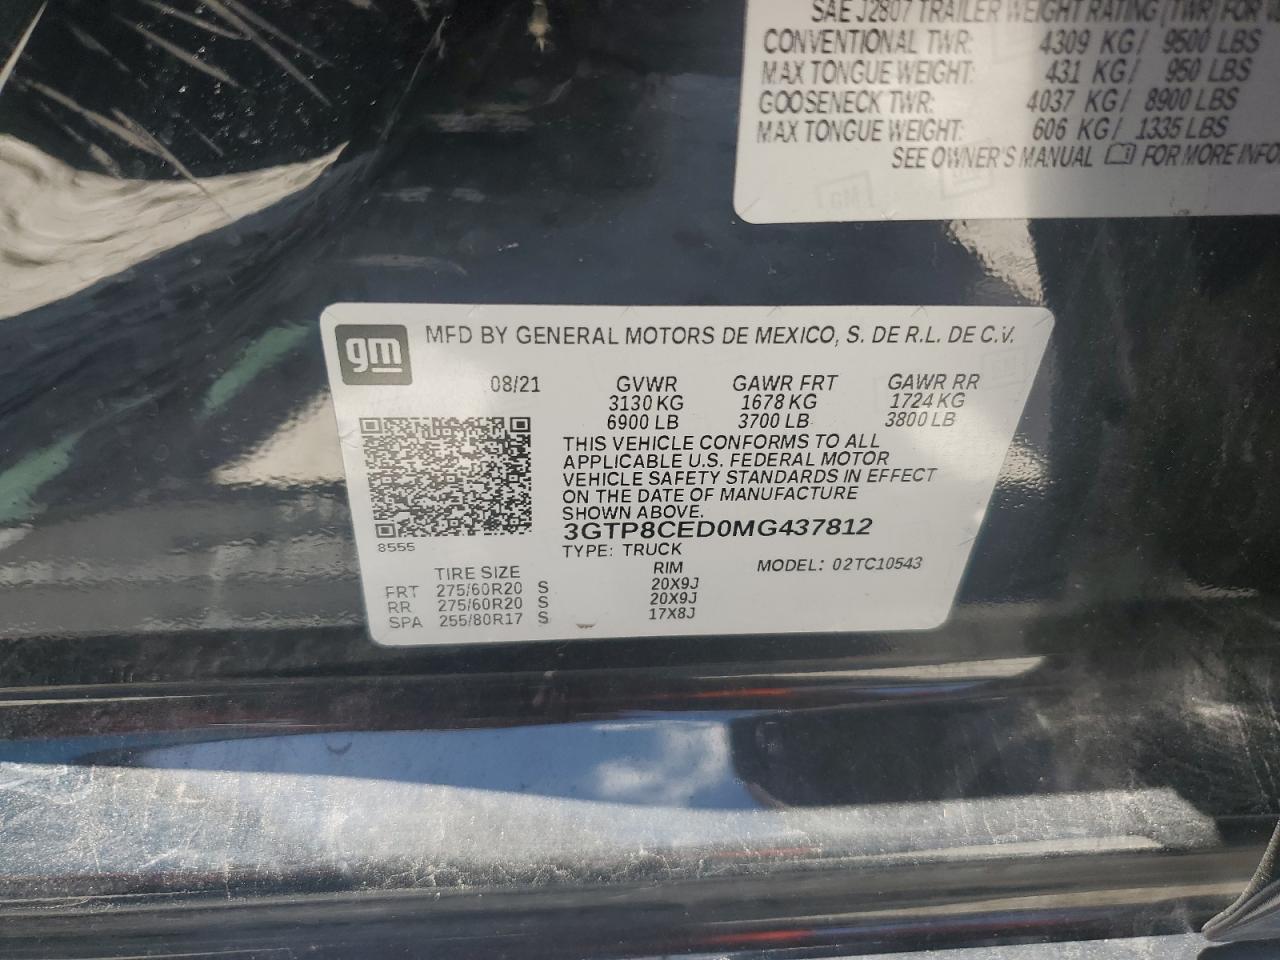 SAE J2807 TRAILER WEIGHT RATING (TWR) FOR
CONVENTIONAL TWR: 4309 KG/ 9500 LBS
MAX TONGUE WEIGHT: 431 KG/ 950 LBS
GOOSENECK TWR: 4037 KG/ 8900 LBS
MAX TONGUE WEIGHT: 606 KG/ 1335 LBS
SEE OWNER'S MANUAL FOR MORE INFO
gm
MFD BY GENERAL MOTORS DE MEXICO, S. DE R.L. DE C.V.
08/21 GVWR GAWR FRT GAWR RR
3130 KG 1678 KG 1724 KG
6900 LB 3700 LB 3800 LB
THIS VEHICLE CONFORMS TO ALL
APPLICABLE U.S. FEDERAL MOTOR
VEHICLE SAFETY STANDARDS IN EFFECT
ON THE DATE OF MANUFACTURE
SHOWN ABOVE.
3GTP8CED0MG437812
8555
TYPE: TRUCK
TIRE SIZE RIM MODEL: 02TC10543
FRT 275/60R20 S 20X9J
RR 275/60R20 S 20X9J
SPA 255/80R17 S 17X8J